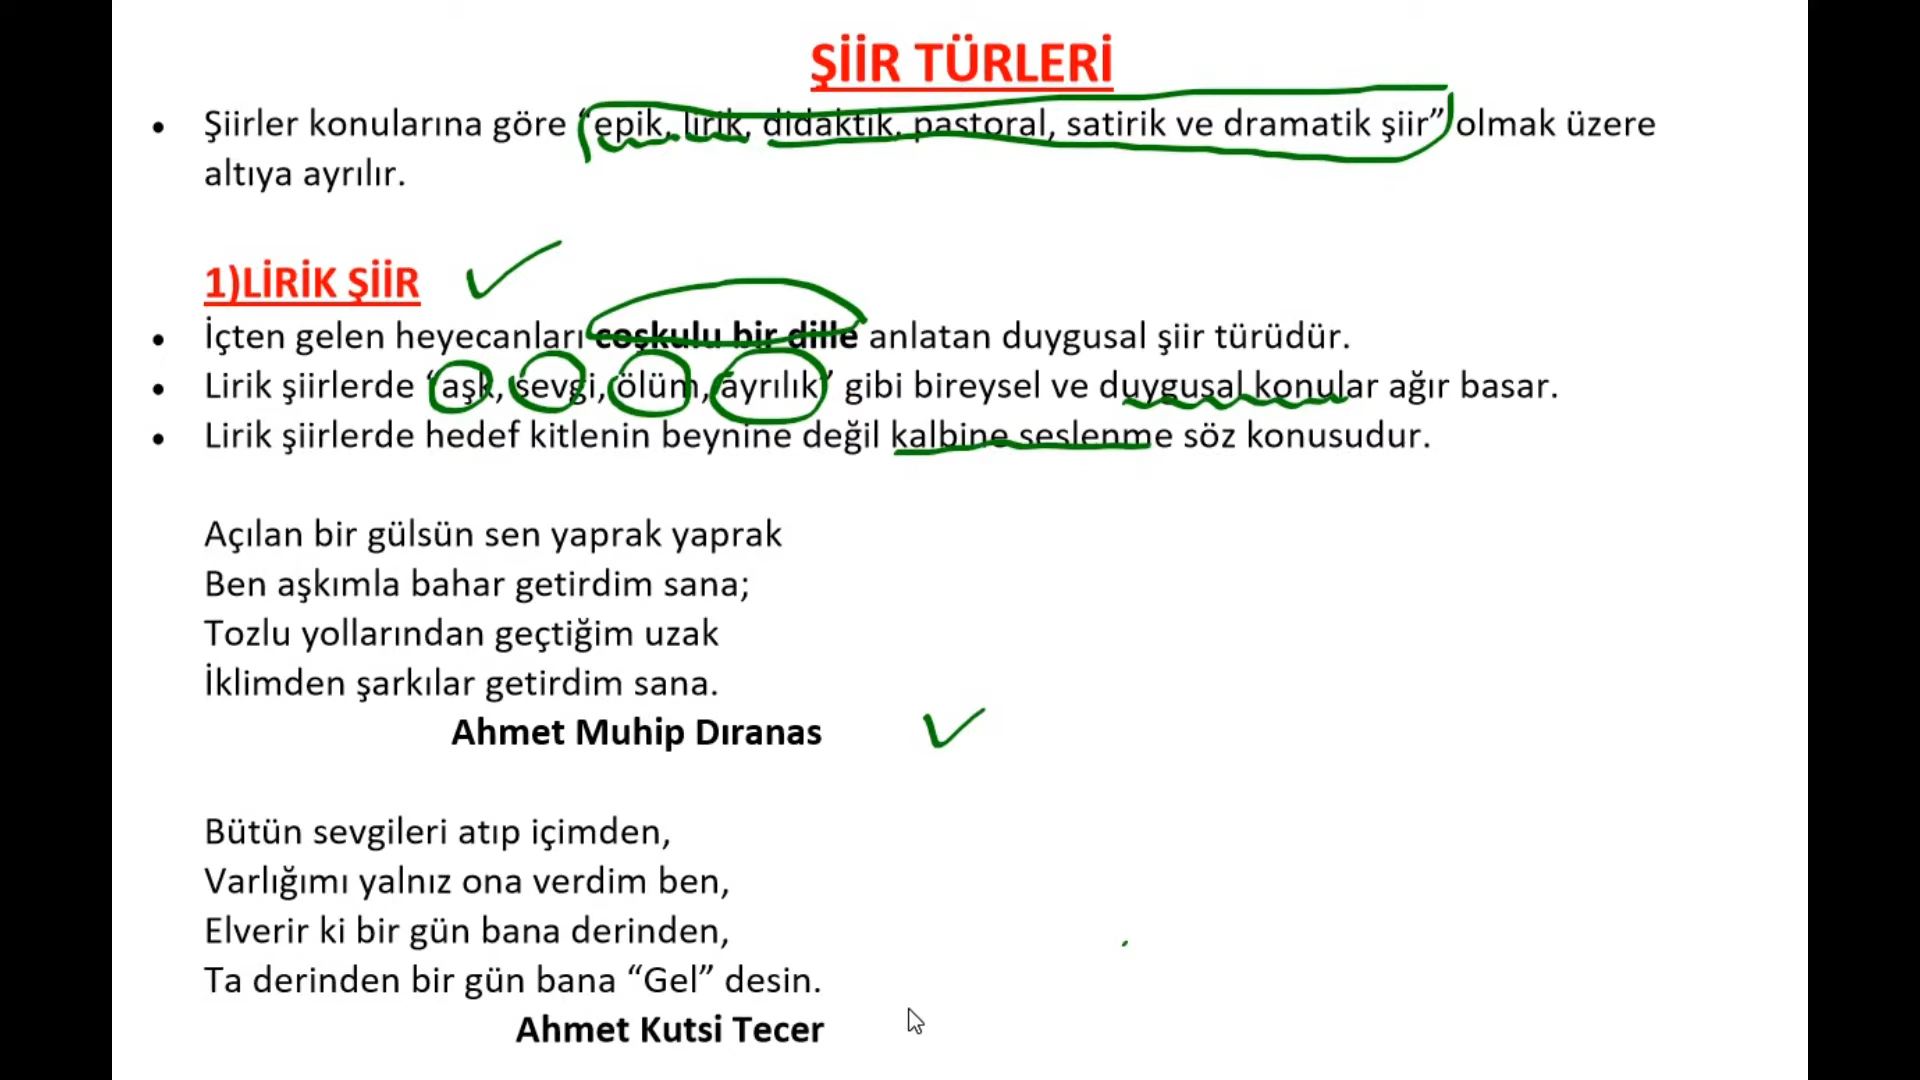 ŞİİR TÜRLERİ
• Şiirler konularına göre “epik, lirik, didaktik, pastoral, satirik ve dramatik şiir” olmak üzere
altıya ayrılır.
1)LİRİK ŞİİR
• İçten gelen heyecanları coşkulu bir dille anlatan duygusal şiir türüdür.
• Lirik şiirlerde “aşk, sevgi, ölüm, ayrılık” gibi bireysel ve duygusal konular ağır basar.
• Lirik şiirlerde hedef kitlenin beynine değil kalbine seslenme söz konusudur.
Açılan bir gülsün sen yaprak yaprak
Ben aşkımla bahar getirdim sana;
Tozlu yollarından geçtiğim uzak
İklimden şarkılar getirdim sana.
Ahmet Muhip Dıranas
Bütün sevgileri atıp içimden,
Varlığımı yalnız ona verdim ben,
Elverir ki bir gün bana derinden,
Ta derinden bir gün bana “Gel” desin.
Ahmet Kutsi Tecer